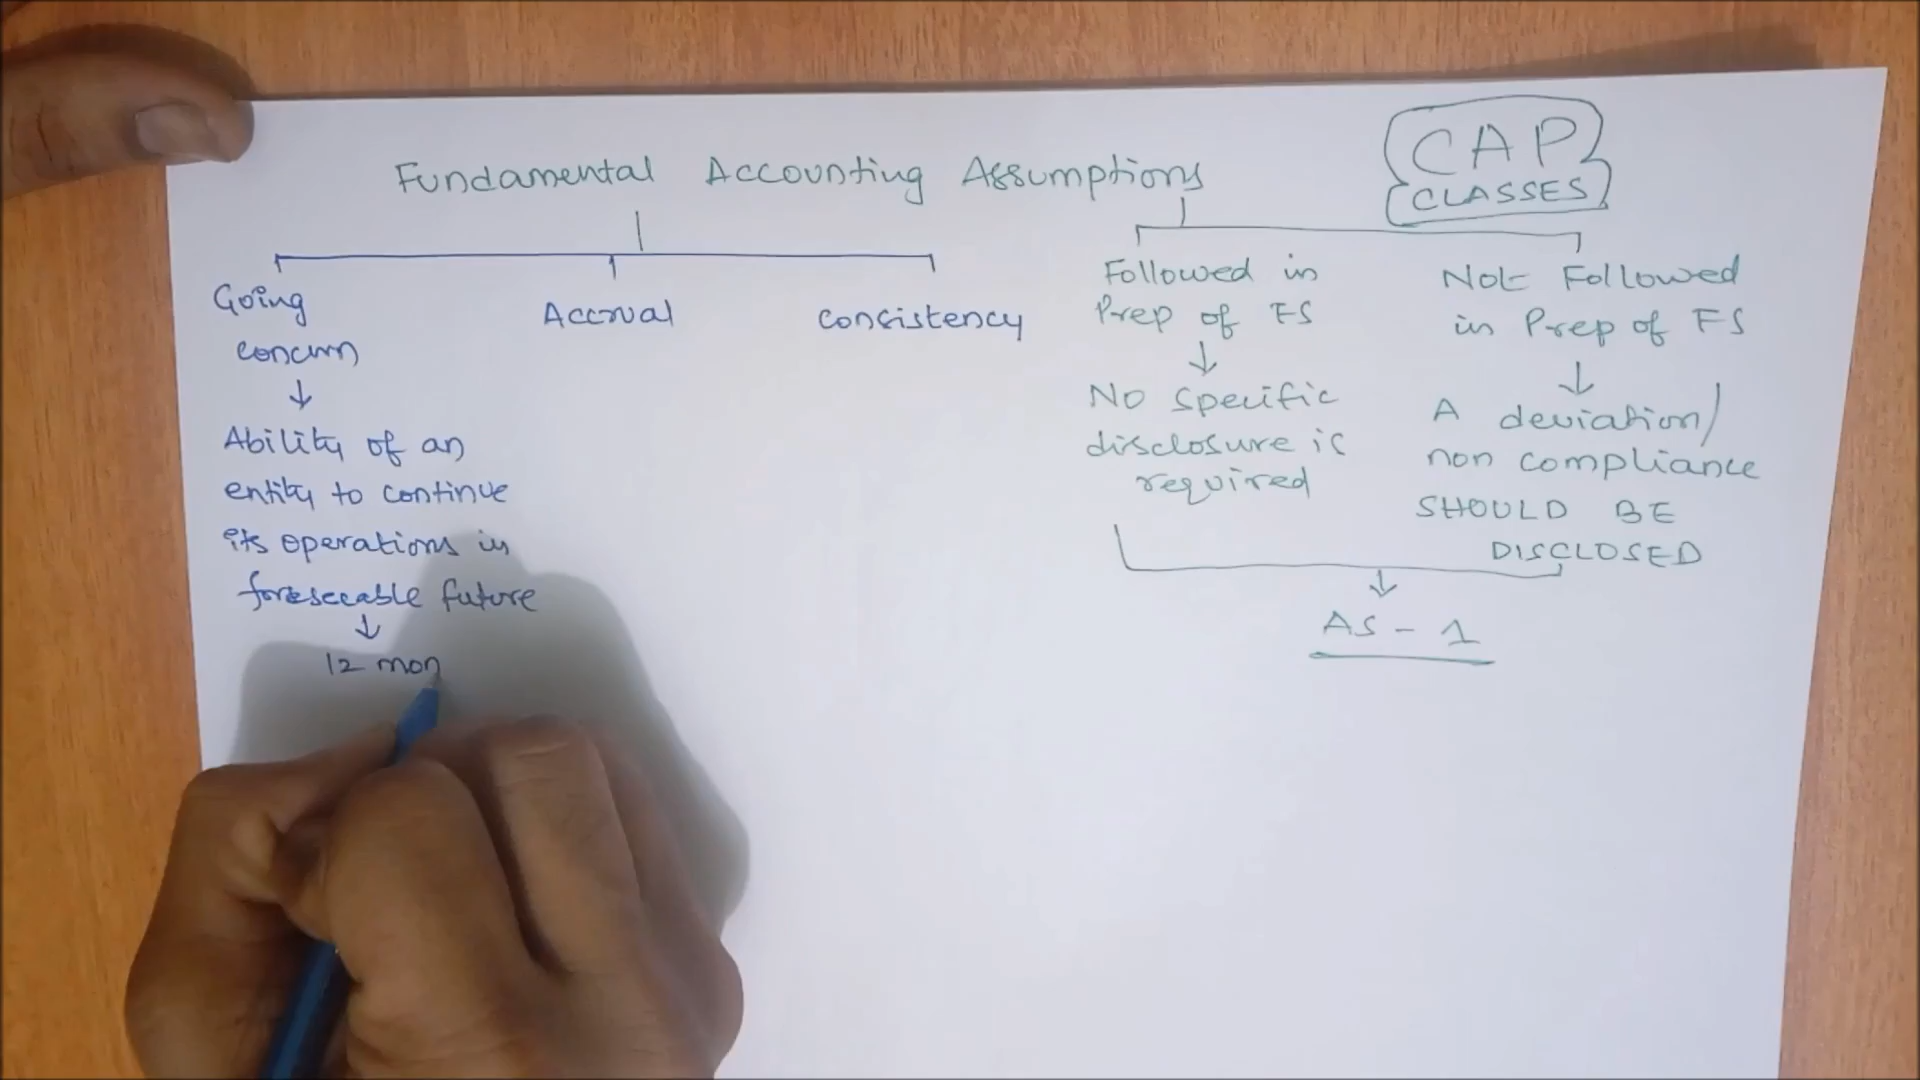 CAP
CLASSES
Fundamental Accounting Assumptions
Going
concern
↓
Ability of an
entity to continue
its operations in
foreseeable future
↓
12 mon
Accrual
consistency
Followed in
Prep of FS
↓
No specific
disclosure is
required
Not Followed
in Prep of FS
↓
A deviation/
non compliance
SHOULD BE
DISCLOSED
↓
AS - 1